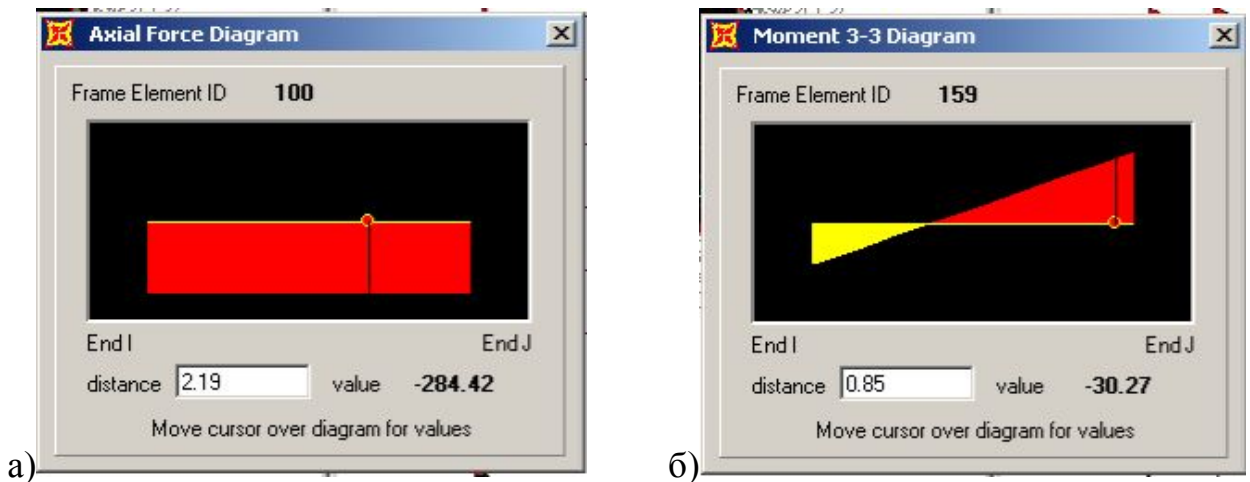 Axial Force Diagram
Frame Element ID 100
End I End J
distance 2.19 value -284.42
Move cursor over diagram for values
а)
Moment 3-3 Diagram
Frame Element ID 159
End I End J
distance 0.85 value -30.27
Move cursor over diagram for values
б)